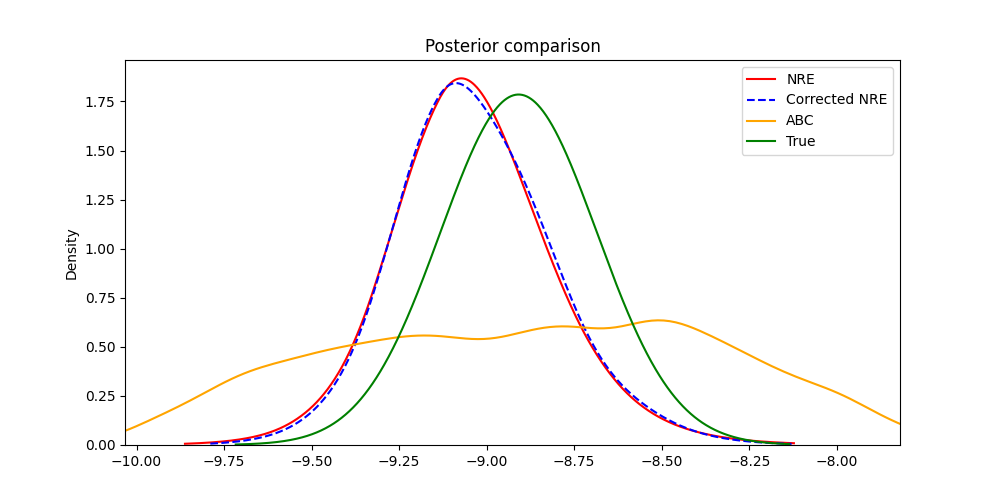 Posterior comparison
NRE
Corrected NRE
ABC
True
Density
1.75
1.50
1.25
1.00
0.75
0.50
0.25
0.00
−10.00 −9.75 −9.50 −9.25 −9.00 −8.75 −8.50 −8.25 −8.00